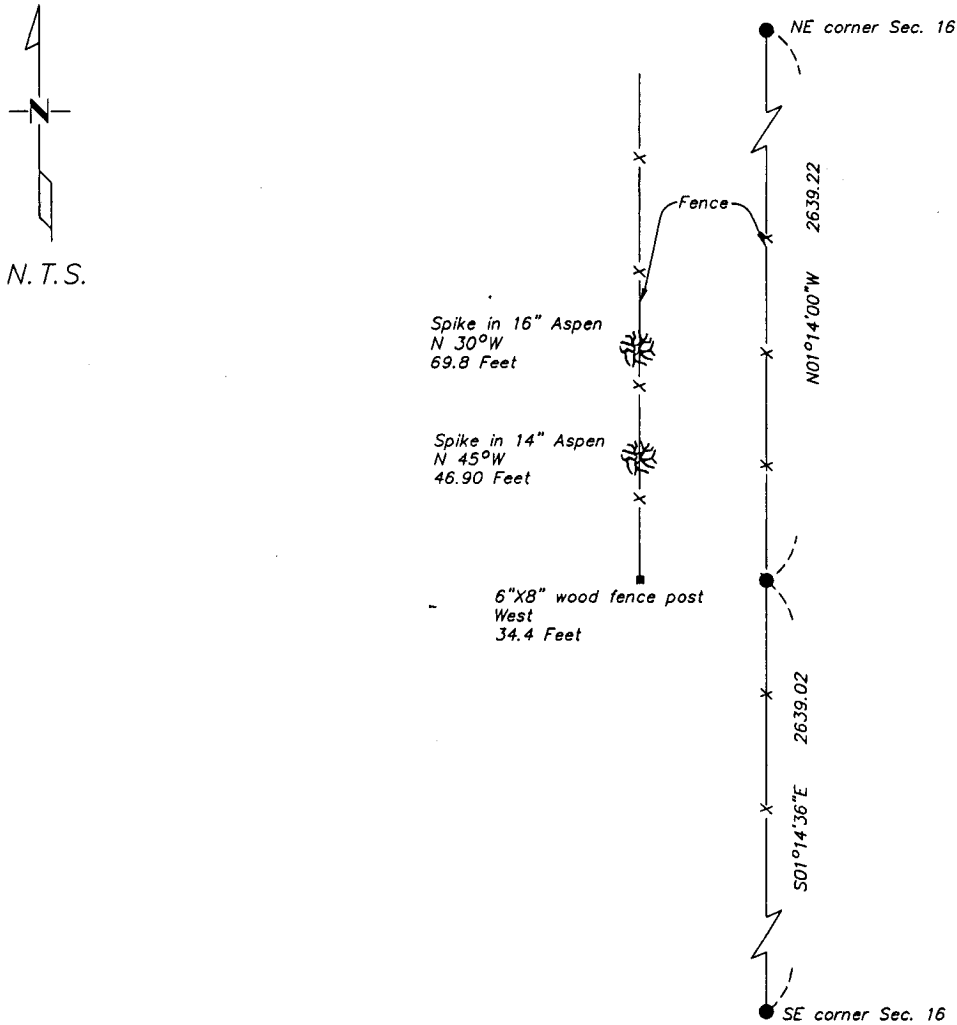 NE corner Sec. 16
N
N.T.S.
2639.22
Fence
N01°14'00"W
Spike in 16" Aspen
N 30°W
69.8 Feet
Spike in 14" Aspen
N 45°W
46.90 Feet
6"X8" wood fence post
West
34.4 Feet
2639.02
S01°14'36"E
SE corner Sec. 16